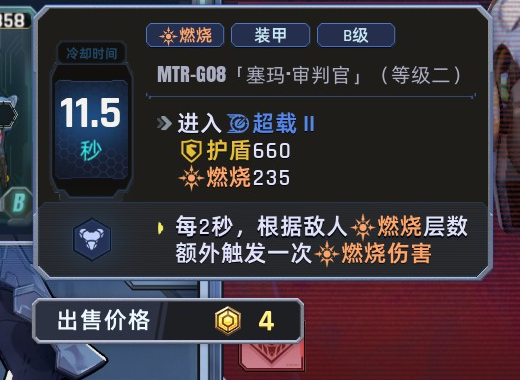 358
燃烧
装甲
B级
冷却时间
MTR-G08「塞玛·审判官」（等级二）
11.5
秒
进入 超载 II
护盾660
燃烧235
B
每2秒，根据敌人燃烧层数
额外触发一次燃烧伤害
出售价格 4